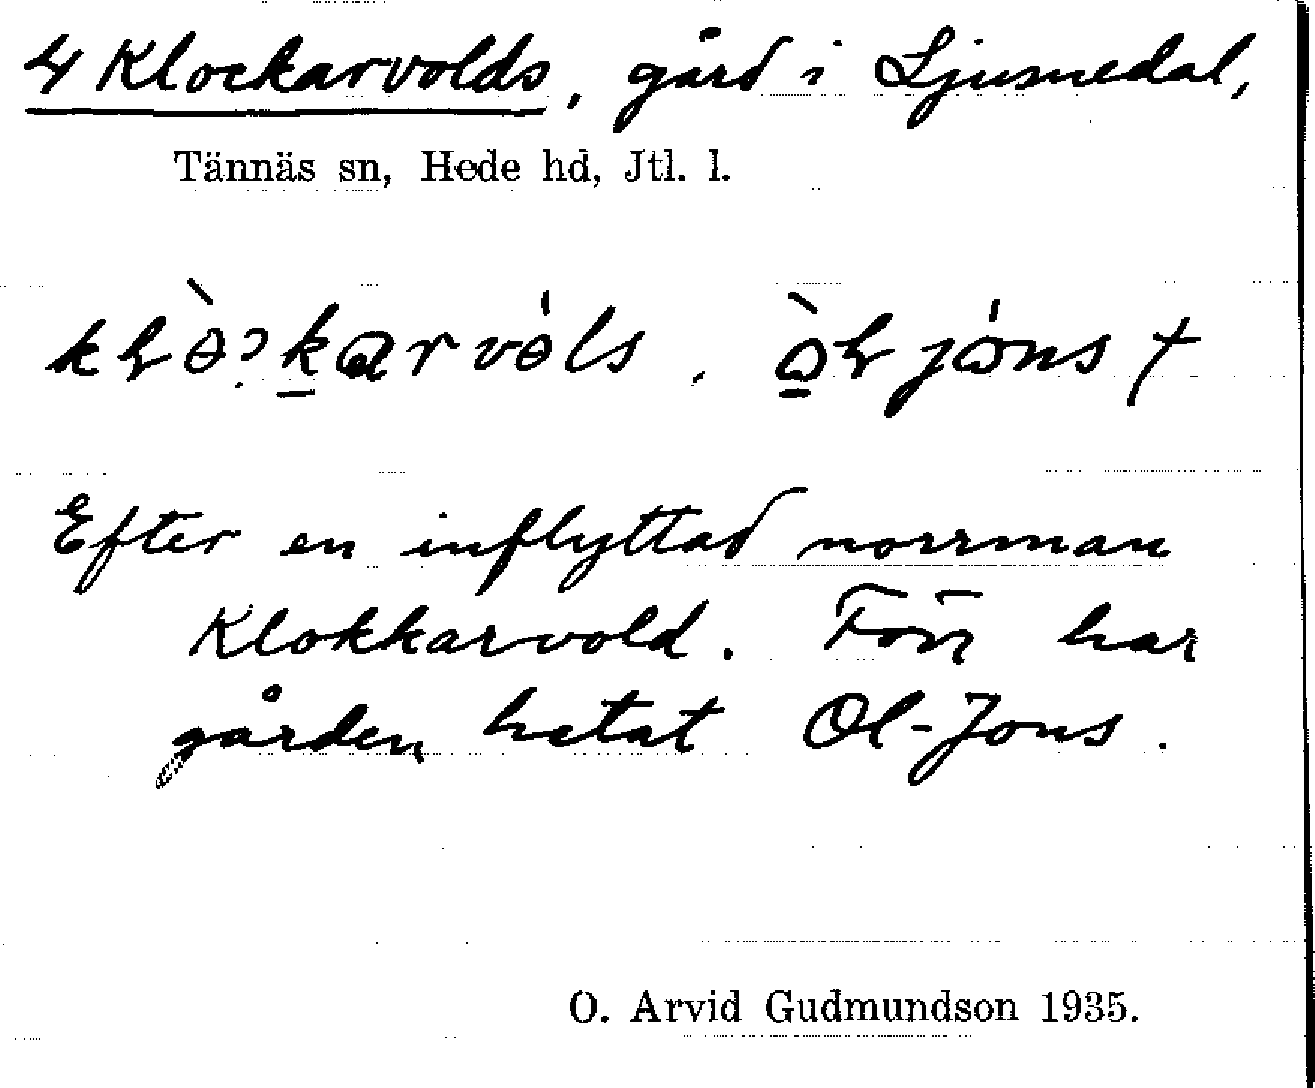 4 Klockarvolds, gård i Ljusnedal,
Tännäs sn, Hede hd, Jtl. l.
Efter en inflyttad norrman
Klokkarvold. Förr har
gården hetat Ol-Jons.
O. Arvid Gudmundson 1935.